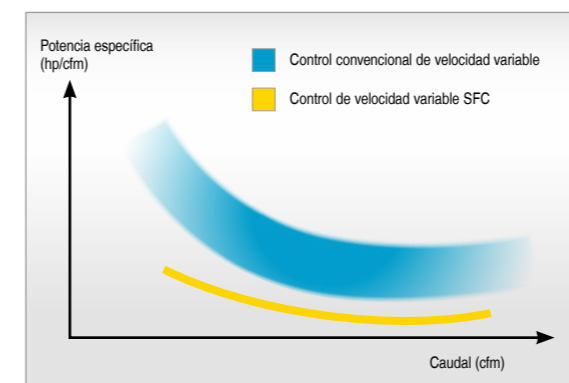 Potencia específica
(hp/cfm)
Control convencional de velocidad variable
Control de velocidad variable SFC
Caudal (cfm)